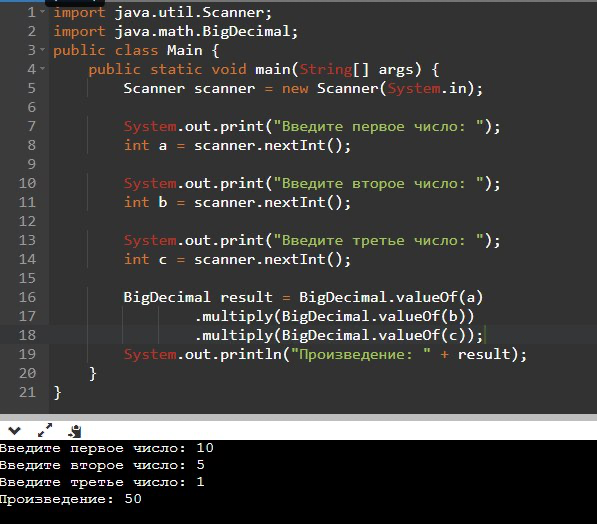 1 import java.util.Scanner;
2 import java.math.BigDecimal;
3 public class Main {
4     public static void main(String[] args) {
5         Scanner scanner = new Scanner(System.in);
6
7         System.out.print("Введите первое число: ");
8         int a = scanner.nextInt();
9
10         System.out.print("Введите второе число: ");
11         int b = scanner.nextInt();
12
13         System.out.print("Введите третье число: ");
14         int c = scanner.nextInt();
15
16         BigDecimal result = BigDecimal.valueOf(a)
17                 .multiply(BigDecimal.valueOf(b))
18                 .multiply(BigDecimal.valueOf(c));
19         System.out.println("Произведение: " + result);
20     }
21 }
Введите первое число: 10
Введите второе число: 5
Введите третье число: 1
Произведение: 50